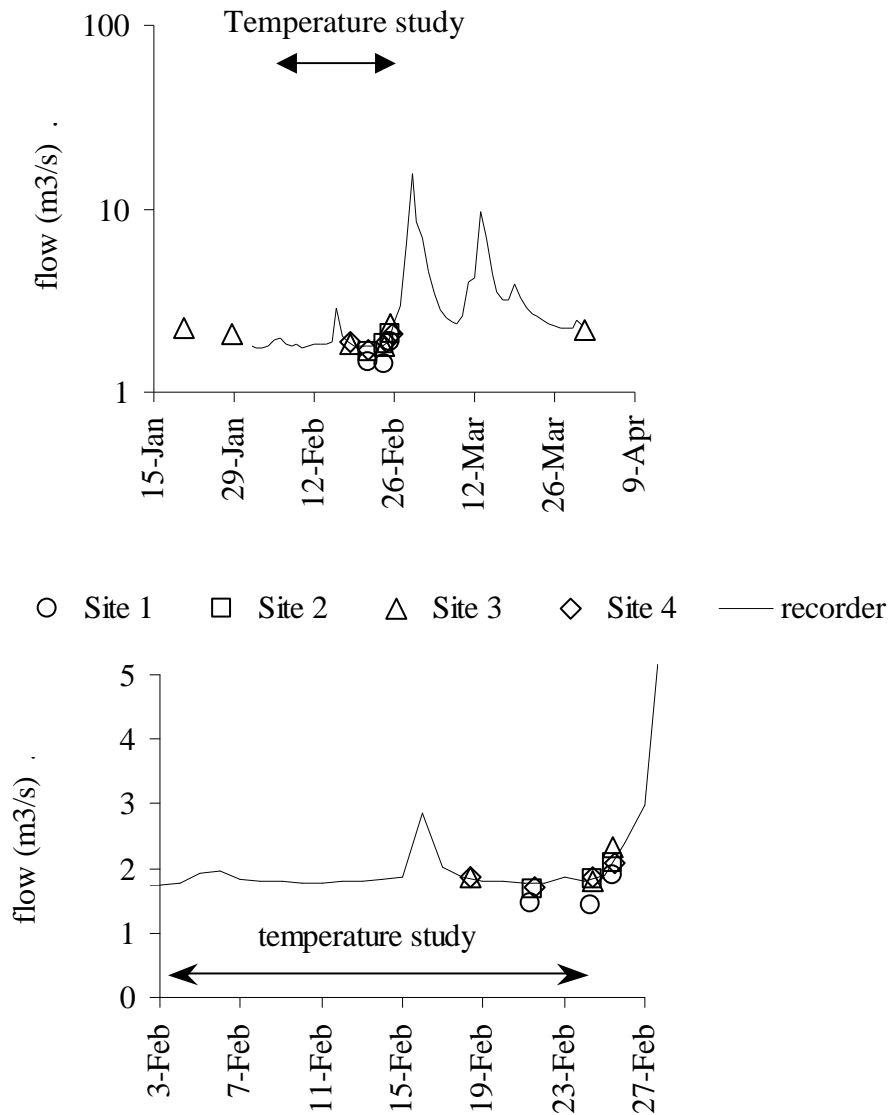 Temperature study
flow (m3/s) .
100
10
1
15-Jan
29-Jan
12-Feb
26-Feb
12-Mar
26-Mar
9-Apr
Site 1 Site 2 Site 3 Site 4 recorder
flow (m3/s) .
5
4
3
2
1
0
temperature study
3-Feb
7-Feb
11-Feb
15-Feb
19-Feb
23-Feb
27-Feb